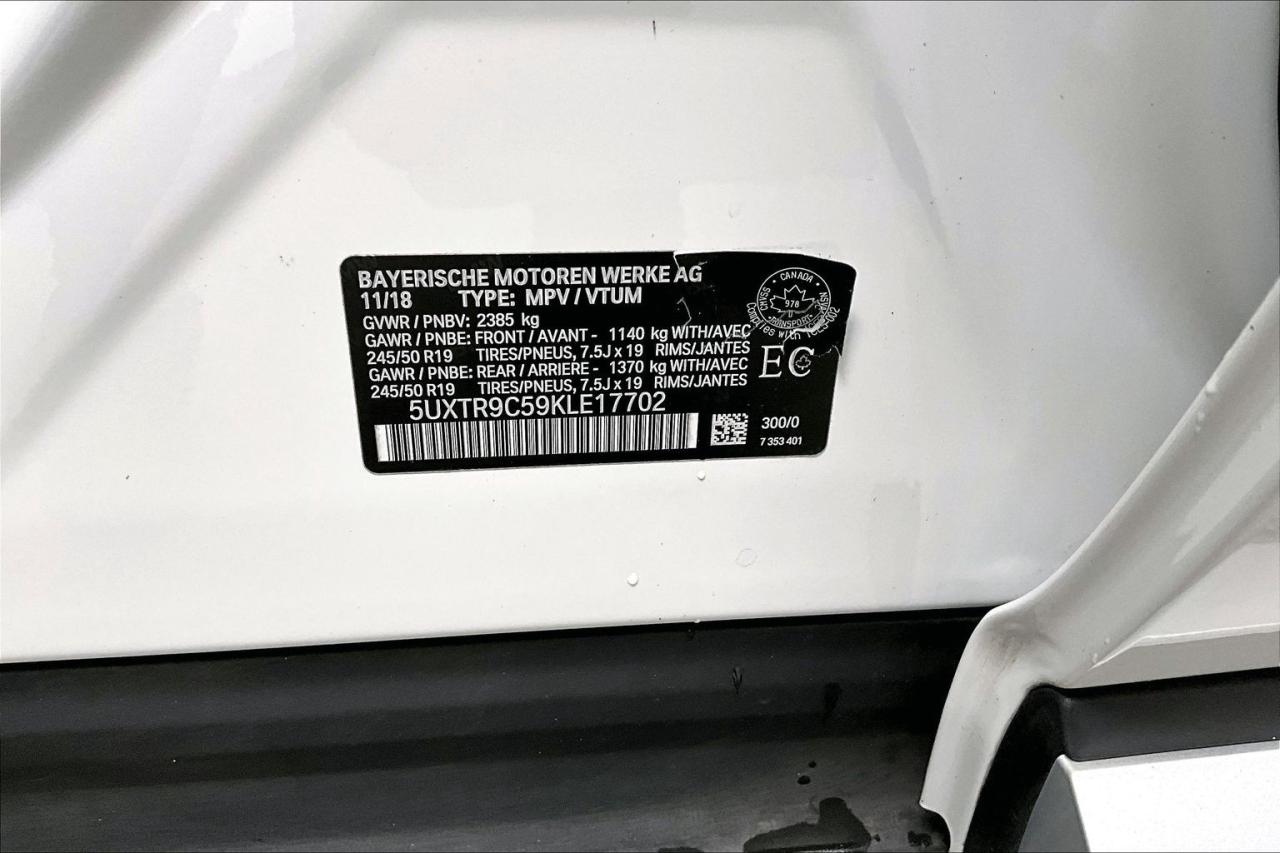 BAYERISCHE MOTOREN WERKE AG
11/18 TYPE: MPV / VTUM
GVWR / PNBV: 2385 kg
GAWR / PNBE: FRONT / AVANT - 1140 kg WITH/AVEC
245/50 R19 TIRES/PNEUS, 7.5J x 19 RIMS/JANTES
GAWR / PNBE: REAR / ARRIERE - 1370 kg WITH/AVEC
245/50 R19 TIRES/PNEUS, 7.5J x 19 RIMS/JANTES
5UXTR9C59KLE17702
CANADA
978
TRANSPORT
Complies with
EC
300/0
7 353 401